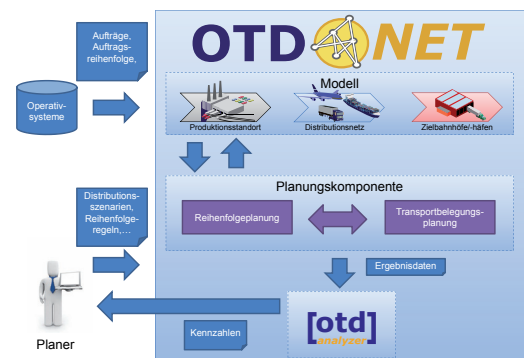 Aufträge,
Auftrags-
reihenfolge,
OTD NET
Operativ-
systeme
Modell
Produktionsstandort
Distributionsnetz
Zielbahnhöfe/-häfen
Distributions-
szenarien,
Reihenfolge-
regeln,...
Planungskomponente
Reihenfolgeplanung
Transportbelegungs-
planung
Ergebnisdaten
Planer
Kennzahlen
[otd]
analyzer